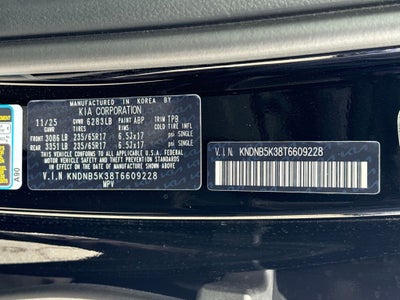 MANUFACTURED IN KOREA BY
KIA CORPORATION
11/25 GVWR 6283LB PAINT ABP TRIM TPB
GAWR TIRES RIMS COLD TIRE INF
FRONT 3086 LB 235/65R17 6.5JX17 psi SINGLE
REAR 3351 LB 235/65R17 6.5JX17 psi SINGLE
THIS VEHICLE CONFORMS TO ALL APPLICABLE
U.S. FEDERAL MOTOR VEHICLE SAFETY AND
THEFT PREVENTION STANDARDS IN EFFECT ON
THE DATE OF MANUFACTURE SHOWN ABOVE.
V.I.N KNDNB5K38T6609228
MPV
V.I.N KNDNB5K38T6609228
A90